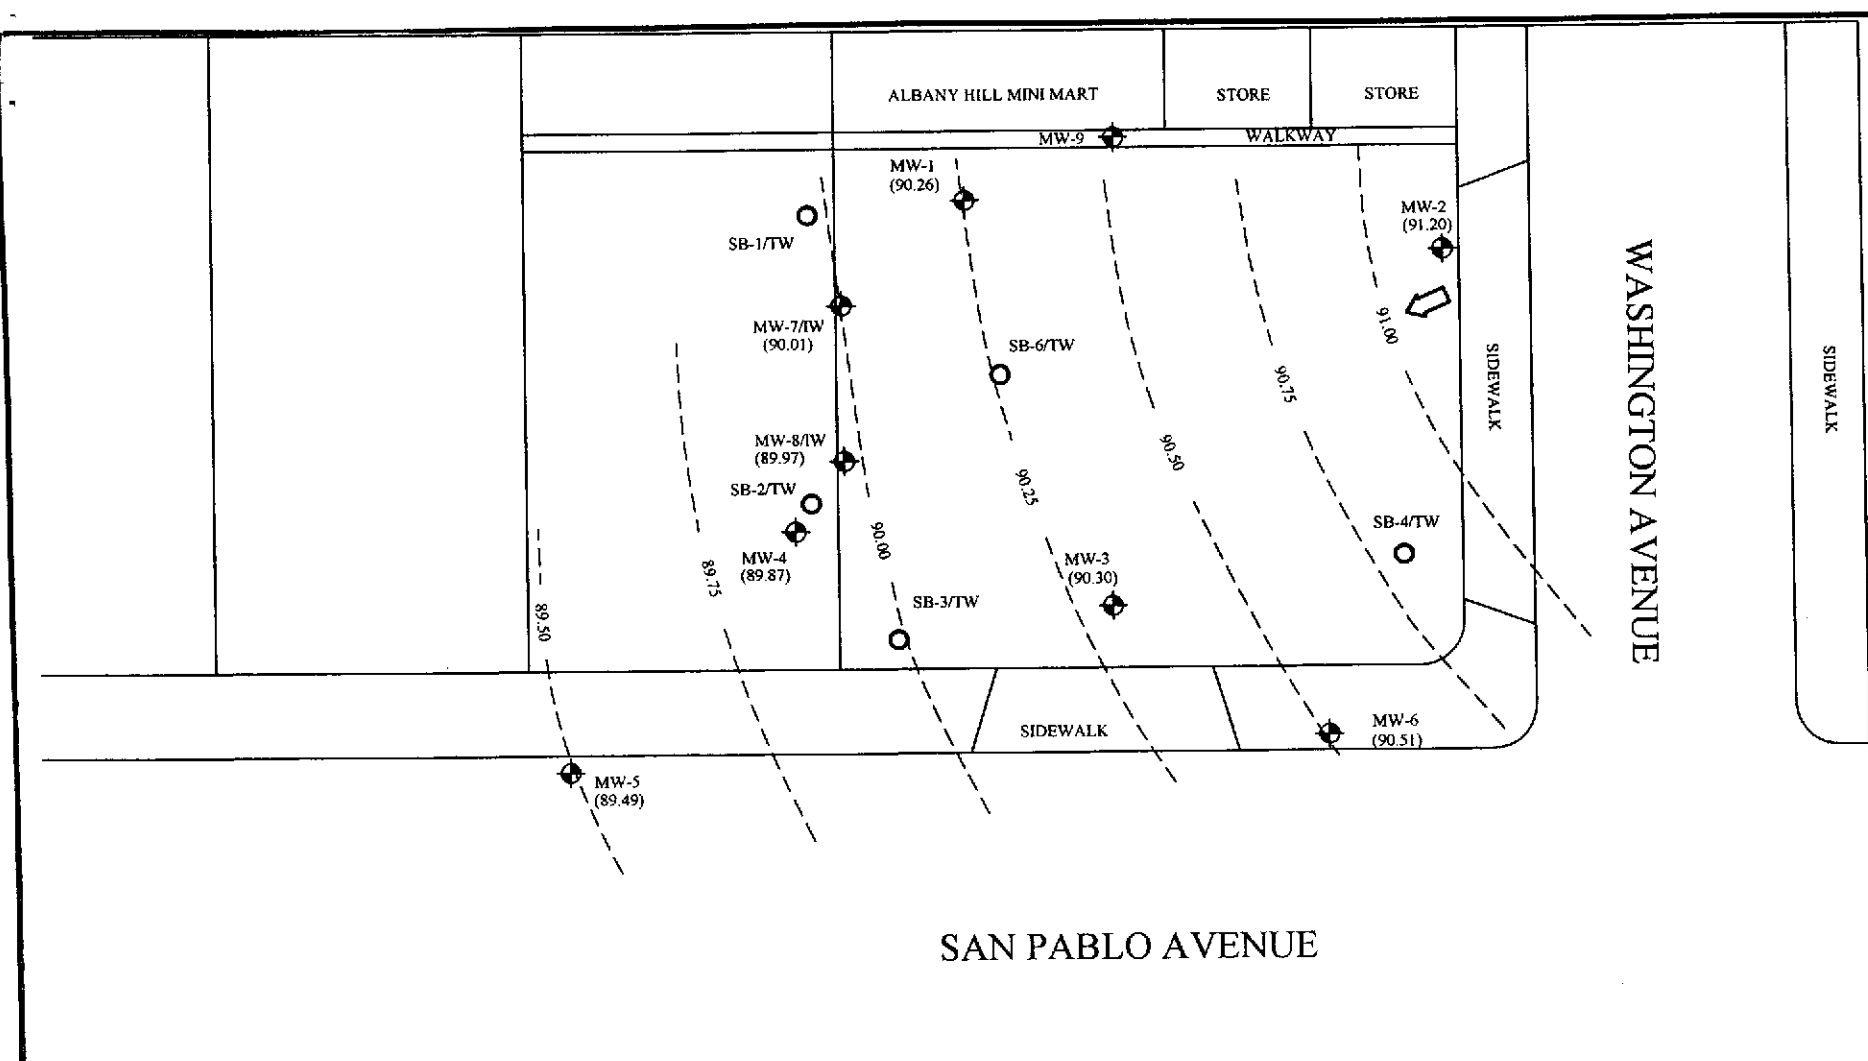 ALBANY HILL MINI MART
STORE
STORE
MW-9
WALKWAY
MW-1
(90.26)
MW-2
(91.20)
SB-1/TW
MW-7/IW
(90.01)
91.00
SB-6/TW
90.75
SIDEWALK
WASHINGTON AVENUE
SIDEWALK
MW-8/IW
(89.97)
90.50
SB-2/TW
90.25
MW-4
(89.87)
90.00
SB-4/TW
MW-3
(90.30)
89.75
89.50
SB-3/TW
SIDEWALK
MW-6
(90.51)
MW-5
(89.49)
SAN PABLO AVENUE